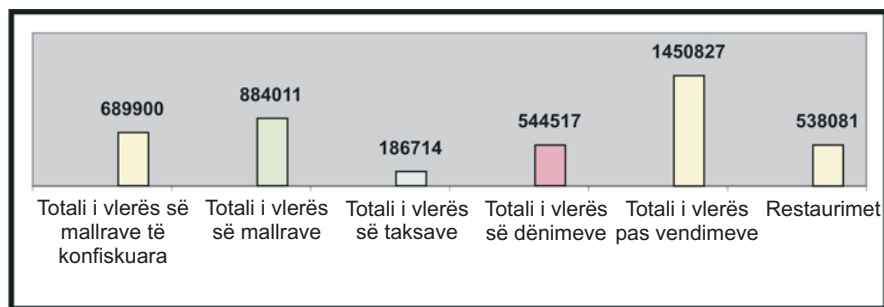 689900
884011
186714
544517
1450827
538081
Totali i vlerës së
mallrave të
konfiskuara
Totali i vlerës
së mallrave
Totali i vlerës
së taksave
Totali i vlerës
së dënimeve
Totali i vlerës
pas vendimeve
Restaurimet